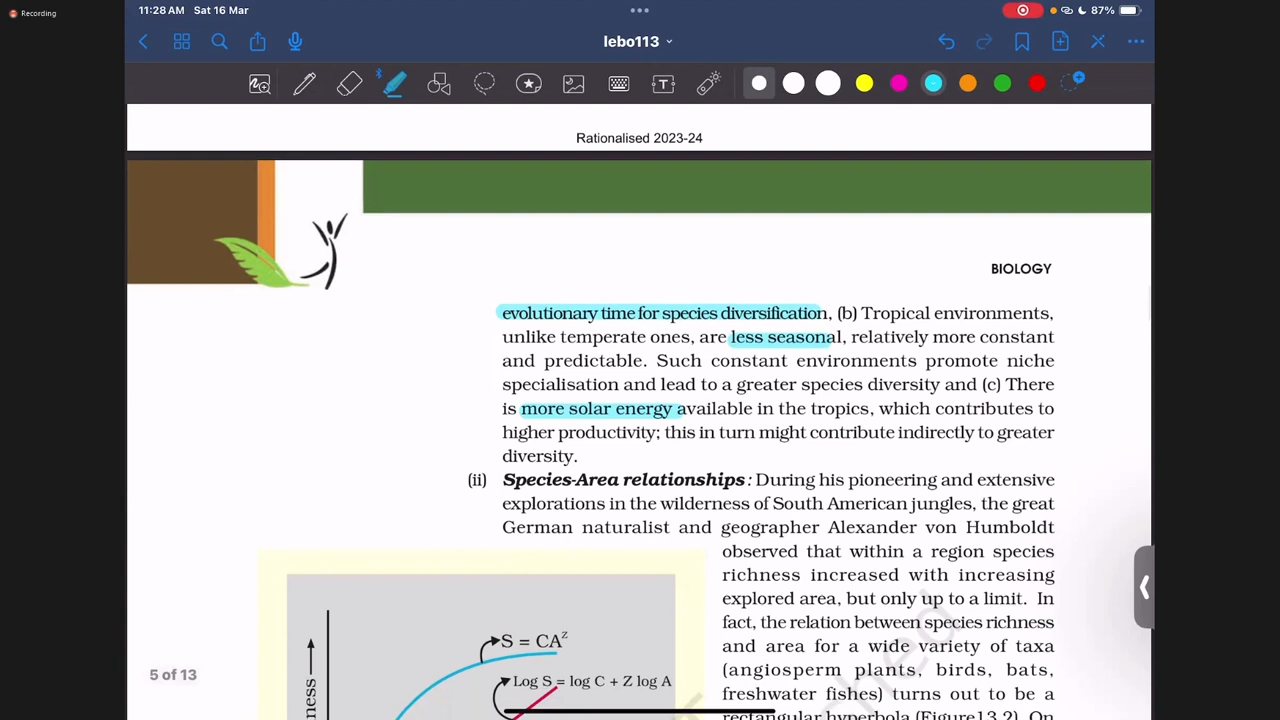 Recording
11:28 AM Sat 16 Mar
87%
lebo113
T
Rationalised 2023-24
BIOLOGY
evolutionary time for species diversification, (b) Tropical environments,
unlike temperate ones, are less seasonal, relatively more constant
and predictable. Such constant environments promote niche
specialisation and lead to a greater species diversity and (c) There
is more solar energy available in the tropics, which contributes to
higher productivity; this in turn might contribute indirectly to greater
diversity.
(ii) Species-Area relationships: During his pioneering and extensive
explorations in the wilderness of South American jungles, the great
German naturalist and geographer Alexander von Humboldt
observed that within a region species
richness increased with increasing
explored area, but only up to a limit. In
fact, the relation between species richness
and area for a wide variety of taxa
(angiosperm plants, birds, bats,
freshwater fishes) turns out to be a
rectangular hyperbola (Figure13.2). On
S = CAᶻ
Log S = log C + Z log A
5 of 13